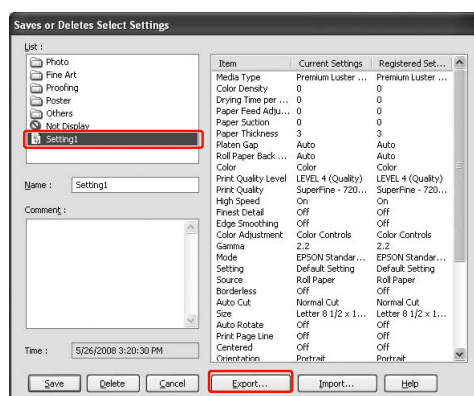 Saves or Deletes Select Settings
List :
Photo
Fine Art
Proofing
Poster
Others
Not Display
Setting1
Name : Setting1
Comment :
Time : 5/26/2008 3:20:30 PM
Item Current Settings Registered Set...
Media Type Premium Luster ... Premium Luster ...
Color Density 0 0
Drying Time per ... 0 0
Paper Feed Adju... 0 0
Paper Suction 0 0
Paper Thickness 3 3
Platen Gap Auto Auto
Roll Paper Back ... Auto Auto
Color Color Color
Print Quality Level LEVEL 4 (Quality) LEVEL 4 (Quality)
Print Quality SuperFine - 720... SuperFine - 720...
High Speed On On
Finest Detail Off Off
Edge Smoothing Off Off
Color Adjustment Color Controls Color Controls
Gamma 2.2 2.2
Mode EPSON Standar... EPSON Standar...
Setting Default Setting Default Setting
Source Roll Paper Roll Paper
Borderless Off Off
Auto Cut Normal Cut Normal Cut
Size Letter 8 1/2 x 1... Letter 8 1/2 x 1...
Auto Rotate Off Off
Print Page Line Off Off
Centered Off Off
Orientation Portrait Portrait
Save Delete Cancel Export... Import... Help